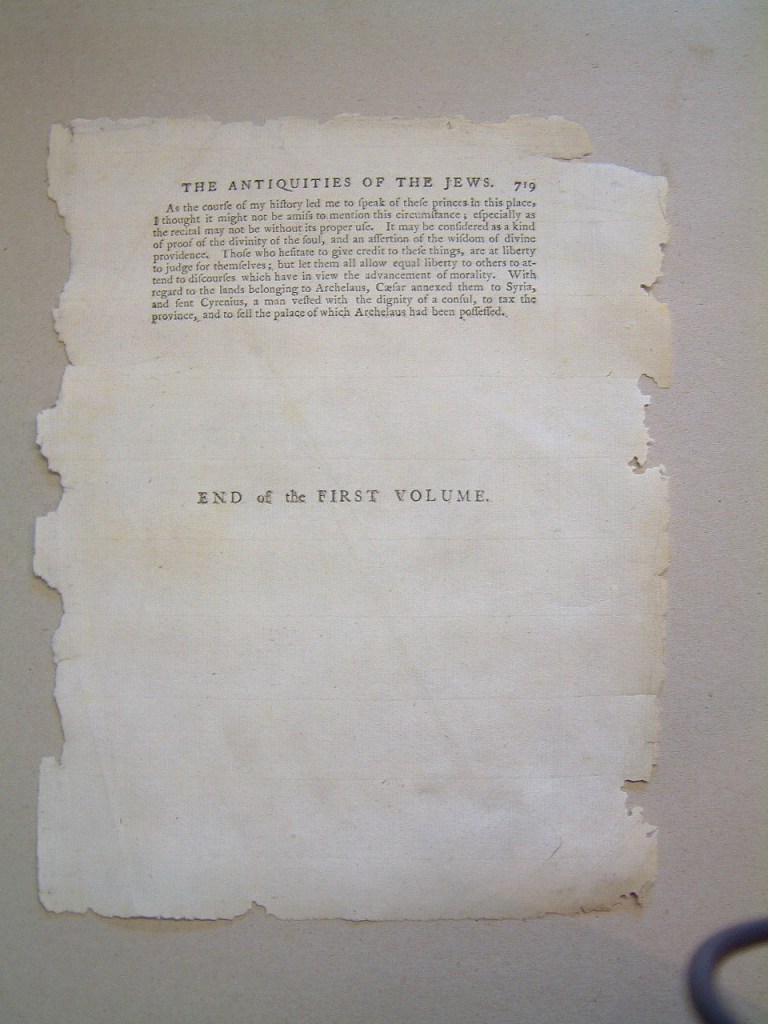 THE ANTIQUITIES OF THE JEWS. 719
As the courſe of my hiſtory led me to ſpeak of theſe princes in this place,
I thought it might not be amiſs to mention this circumſtance; eſpecially as
the recital may not be without its proper uſe. It may be conſidered as a kind
of proof of the divinity of the ſoul, and an aſſertion of the wiſdom of divine
providence. Thoſe who heſitate to give credit to theſe things, are at liberty
to judge for themſelves; but let them all allow equal liberty to others to at-
tend to diſcourſes which have in view the advancement of morality. With
regard to the lands belonging to Archelaus, Cæſar annexed them to Syria,
and ſent Cyrenius, a man veſted with the dignity of a conſul, to tax the
province, and to ſell the palace of which Archelaus had been poſſeſſed.
END of the FIRST VOLUME.